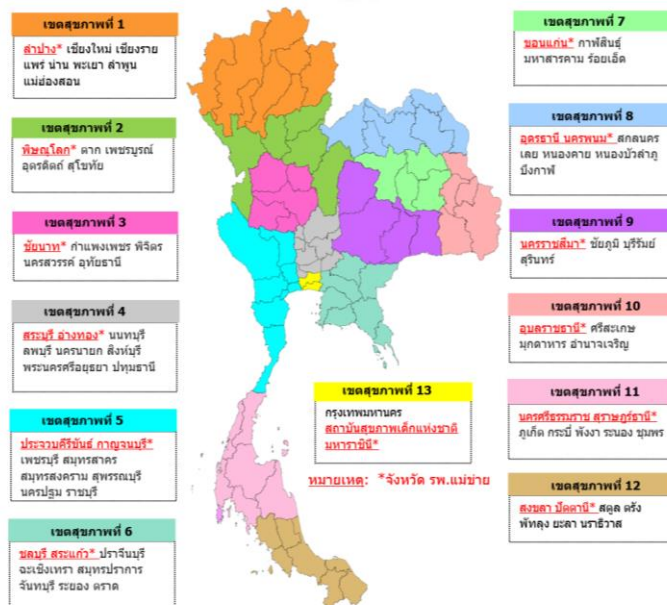 เขตสุขภาพที่ 1
ลำปาง* เชียงใหม่ เชียงราย
แพร่ น่าน พะเยา ลำพูน
แม่ฮ่องสอน
เขตสุขภาพที่ 2
พิษณุโลก* ตาก เพชรบูรณ์
อุตรดิตถ์ สุโขทัย
เขตสุขภาพที่ 3
ชัยนาท* กำแพงเพชร พิจิตร
นครสวรรค์ อุทัยธานี
เขตสุขภาพที่ 4
สระบุรี อ่างทอง* นนทบุรี
ลพบุรี นครนายก สิงห์บุรี
พระนครศรีอยุธยา ปทุมธานี
เขตสุขภาพที่ 5
ประจวบคีรีขันธ์ กาญจนบุรี*
เพชรบุรี สมุทรสาคร
สมุทรสงคราม สุพรรณบุรี
นครปฐม ราชบุรี
เขตสุขภาพที่ 6
ชลบุรี สระแก้ว* ปราจีนบุรี
ฉะเชิงเทรา สมุทรปราการ
จันทบุรี ระยอง ตราด
เขตสุขภาพที่ 13
กรุงเทพมหานคร
สถาบันสุขภาพเด็กแห่งชาติ
มหาราชินี*
หมายเหตุ: *จังหวัด รพ.แม่ข่าย
เขตสุขภาพที่ 7
ขอนแก่น* กาฬสินธุ์
มหาสารคาม ร้อยเอ็ด
เขตสุขภาพที่ 8
อุดรธานี นครพนม* สกลนคร
เลย หนองคาย หนองบัวลำภู
บึงกาฬ
เขตสุขภาพที่ 9
นครราชสีมา* ชัยภูมิ บุรีรัมย์
สุรินทร์
เขตสุขภาพที่ 10
อุบลราชธานี* ศรีสะเกษ
มุกดาหาร อำนาจเจริญ
เขตสุขภาพที่ 11
นครศรีธรรมราช สุราษฎร์ธานี*
ภูเก็ต กระบี่ พังงา ระนอง ชุมพร
เขตสุขภาพที่ 12
สงขลา ปัตตานี* สตูล ตรัง
พัทลุง ยะลา นราธิวาส